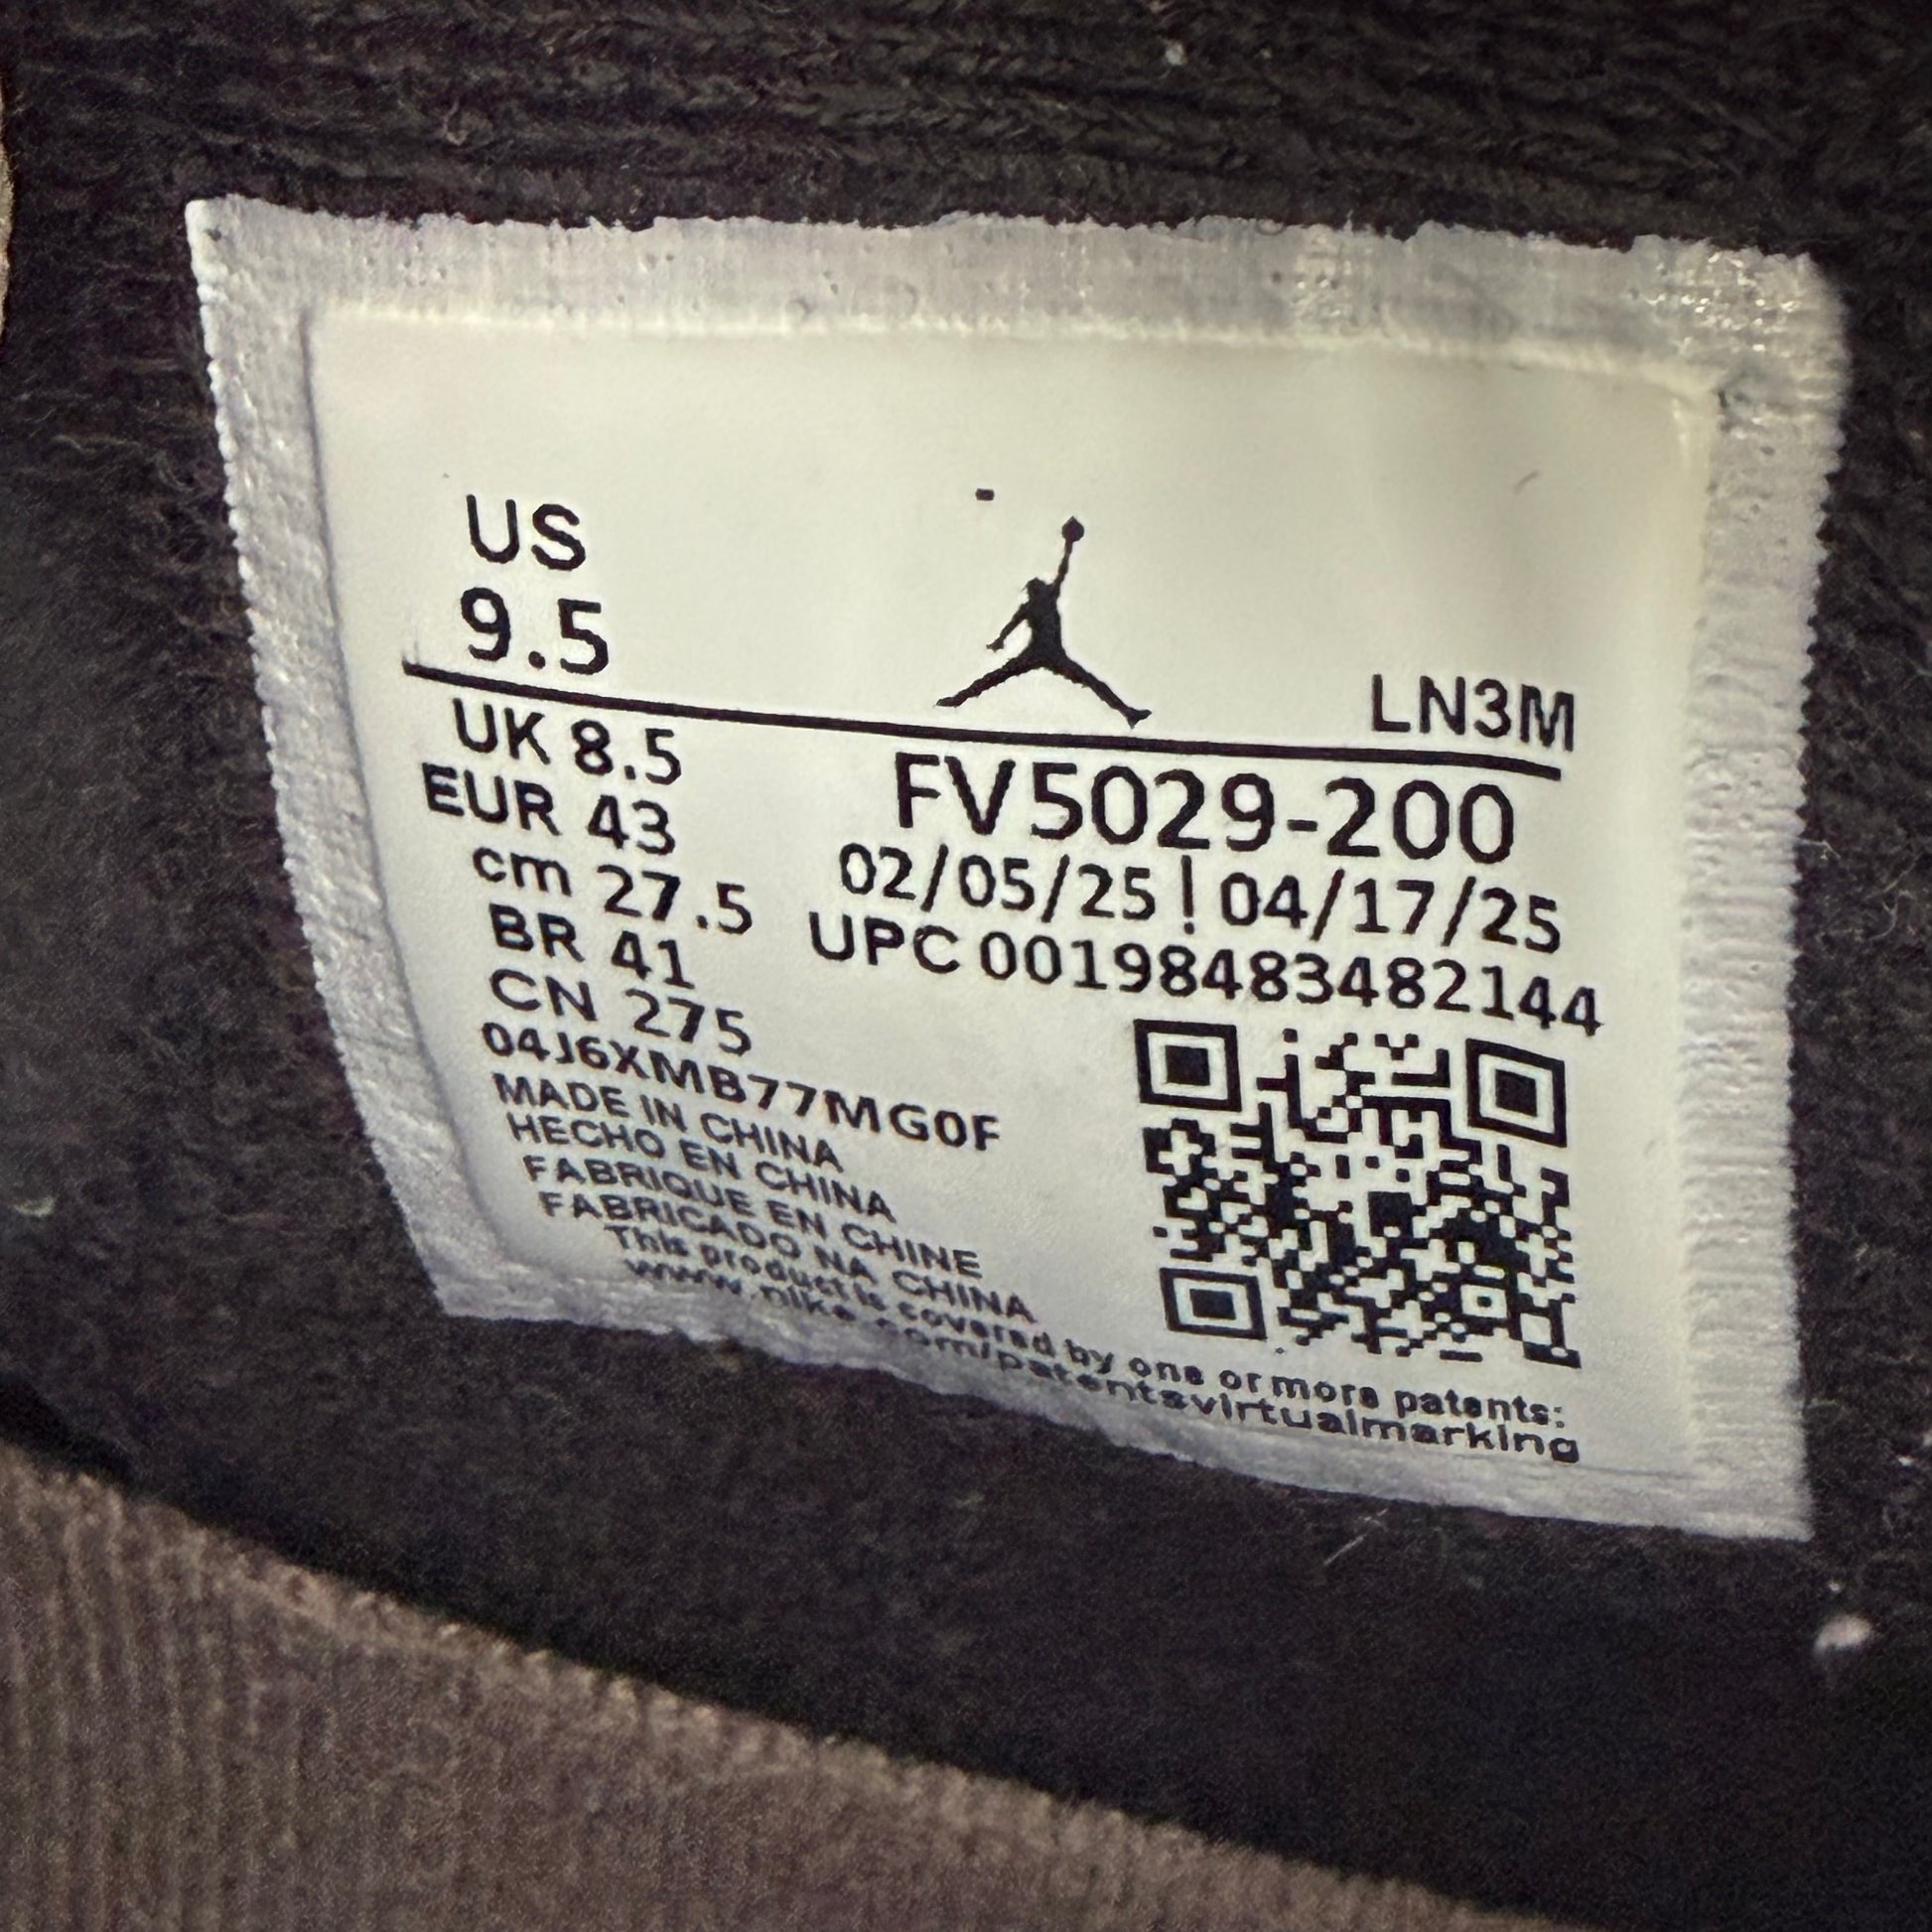 US
9.5
LN3M
UK 8.5
EUR 43
cm 27.5
BR 41
CN 275
FV5029-200
02/05/25 | 04/17/25
UPC 00198483482144
04J6XMB77MG0F
MADE IN CHINA
HECHO EN CHINA
FABRIQUE EN CHINE
FABRICADO NA CHINA
This product is covered by one or more patents:
www.nike.com/patentsvirtualmarking